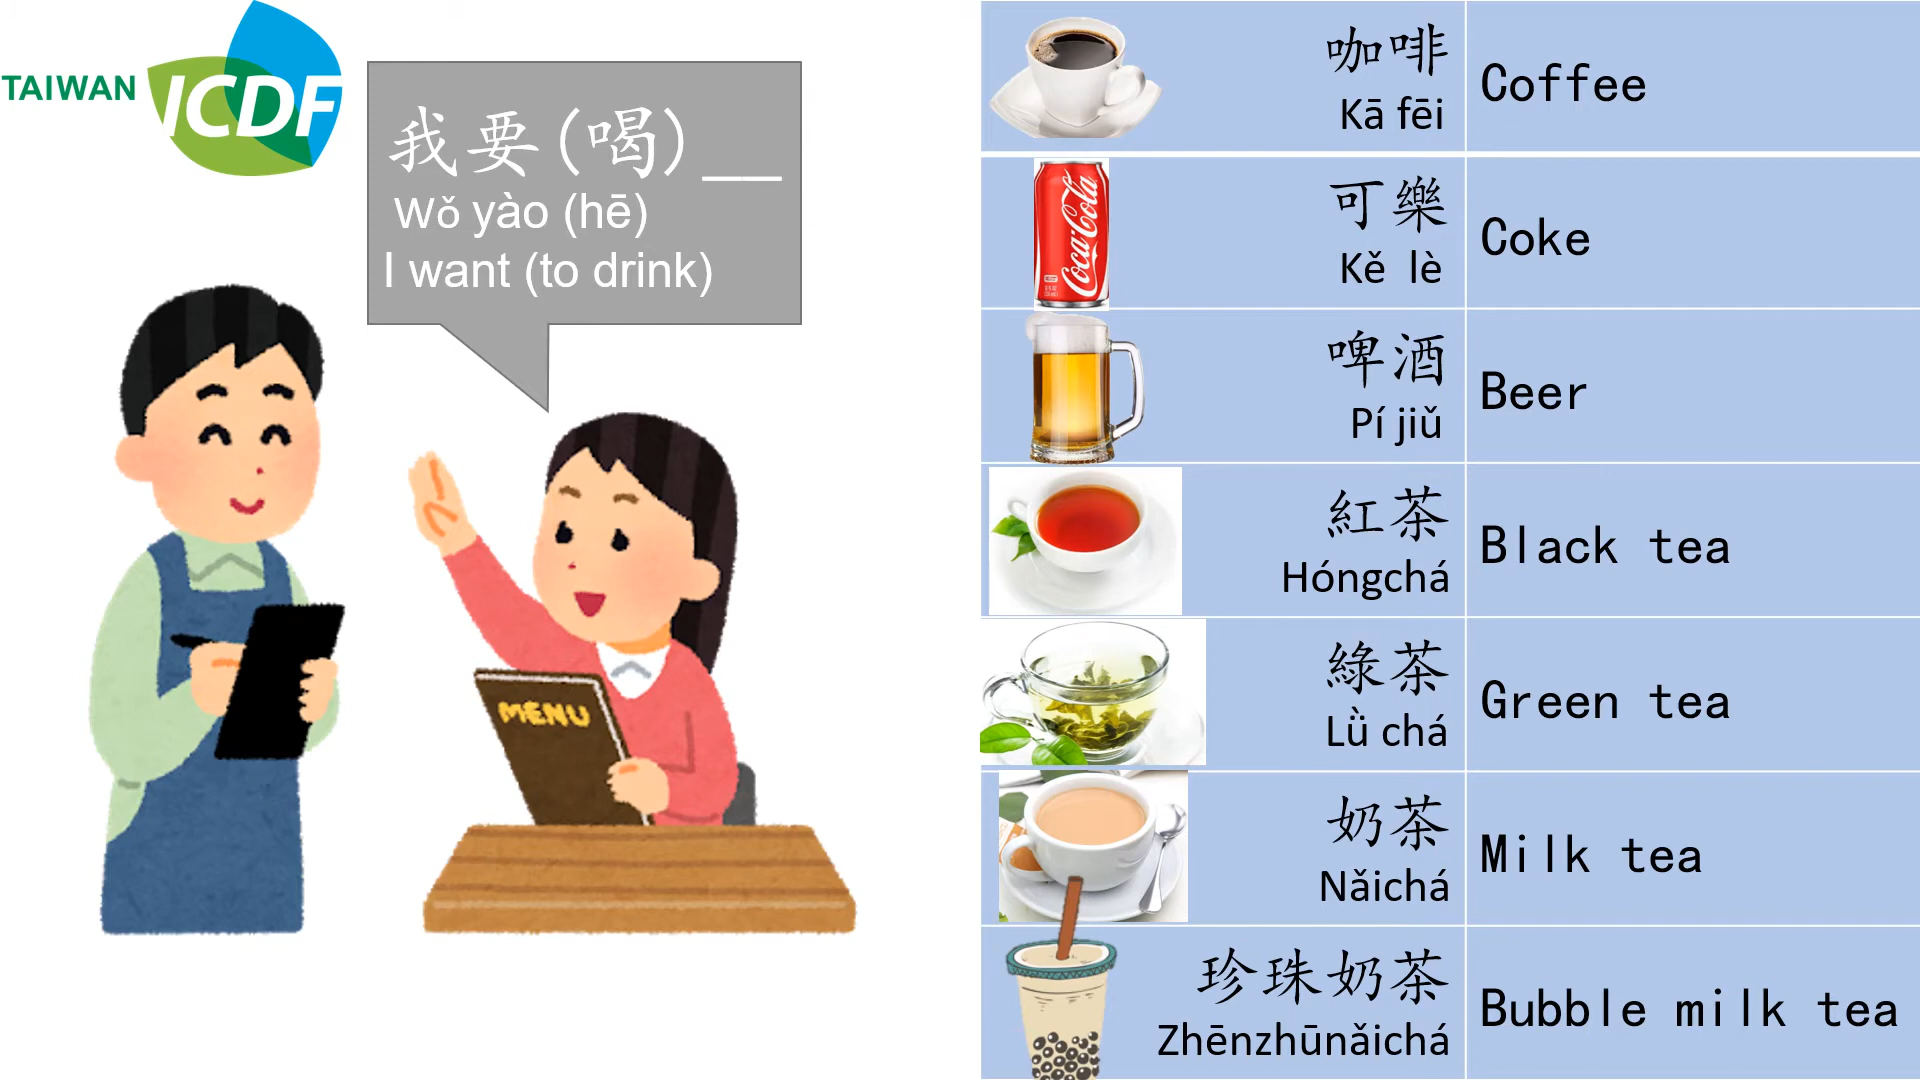 TAIWAN ICDF
我要(喝)__
Wǒ yào (hē)
I want (to drink)
MENU
咖啡
Kā fēi
Coffee
Coca-Cola
可樂
Kě lè
Coke
啤酒
Pí jiǔ
Beer
紅茶
Hóngchá
Black tea
綠茶
Lǜ chá
Green tea
奶茶
Nǎichá
Milk tea
珍珠奶茶
Zhēnzhūnǎichá
Bubble milk tea